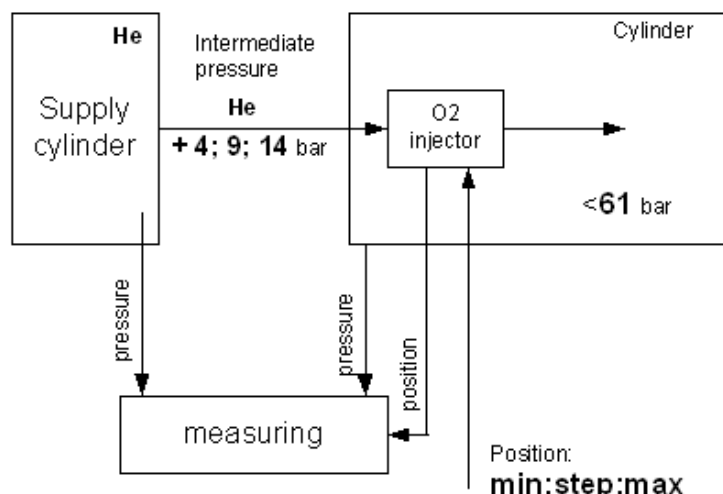 He
Supply
cylinder
Intermediate
pressure
He
+ 4; 9; 14 bar
Cylinder
O2
injector
<61 bar
pressure
pressure
position
measuring
Position:
min;step;max